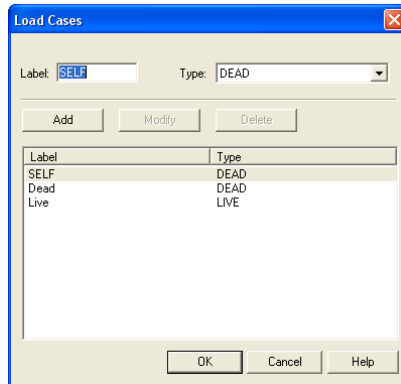 Load Cases
Label: SELF Type: DEAD
Add Modify Delete
Label Type
SELF DEAD
Dead DEAD
Live LIVE
OK Cancel Help